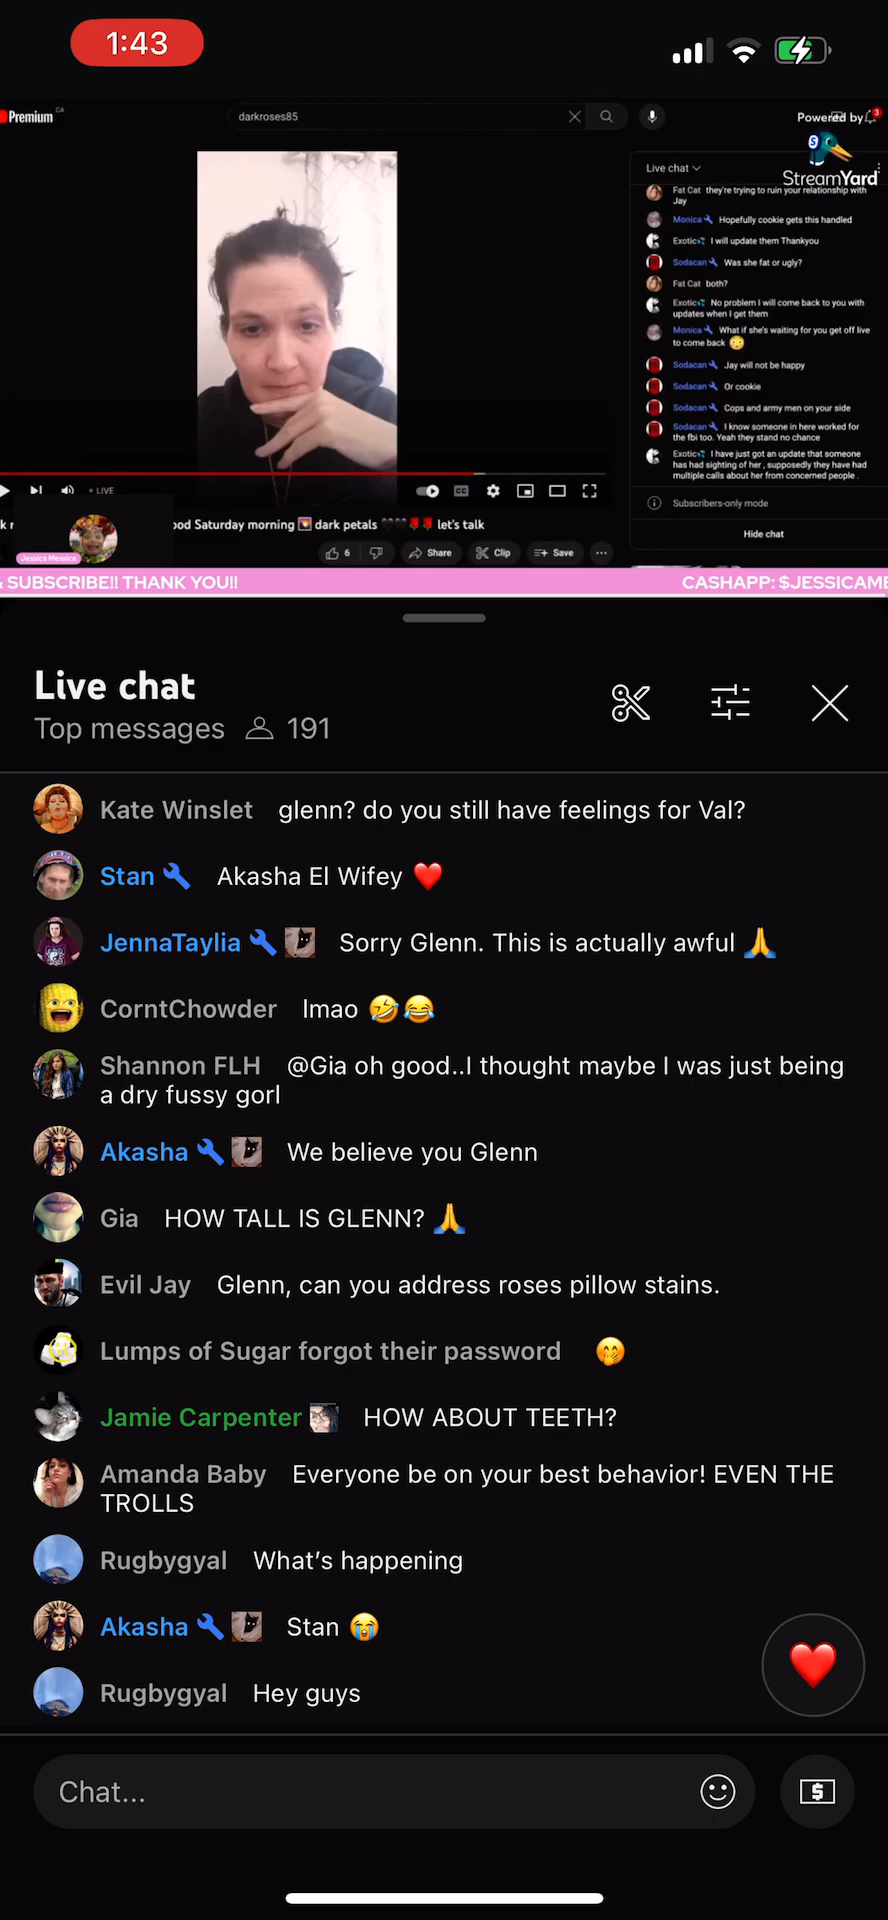 1:43
Premium CA
darkroses85
Powered by
3
StreamYard
Live chat
Fat Cat they're trying to ruin your relationship with
Jay
Monica Hopefully cookie gets this handled
Exotic I will update them Thankyou
Sodacan Was she fat or ugly?
Fat Cat both?
Exotic No problem I will come back to you with
updates when I get them
Monica What if she's waiting for you get off live
to come back 😳
Sodacan Jay will not be happy
Sodacan Or cookie
Sodacan Cops and army men on your side
Sodacan I know someone in here worked for
the fbi too. Yeah they stand no chance
Exotic I have just got an update that someone
has had sighting of her, supposedly they have had
multiple calls about her from concerned people .
Subscribers-only mode
Hide chat
LIVE
CC
ood Saturday morning 🌅 dark petals 🖤🖤🌹🌹 let's talk
Jessica Messica
6
Share
Clip
Save
SUBSCRIBE!! THANK YOU!!
CASHAPP: $JESSICAME
Live chat
Top messages 191
Kate Winslet glenn? do you still have feelings for Val?
Stan 🔧 Akasha El Wifey ❤️
JennaTaylia 🔧 Sorry Glenn. This is actually awful 🙏
CorntChowder lmao 🤣😂
Shannon FLH @Gia oh good..I thought maybe I was just being
a dry fussy gorl
Akasha 🔧 We believe you Glenn
Gia HOW TALL IS GLENN? 🙏
Evil Jay Glenn, can you address roses pillow stains.
Lumps of Sugar forgot their password 🤭
Jamie Carpenter HOW ABOUT TEETH?
Amanda Baby Everyone be on your best behavior! EVEN THE
TROLLS
Rugbygyal What's happening
Akasha 🔧 Stan 😭
Rugbygyal Hey guys
Chat...